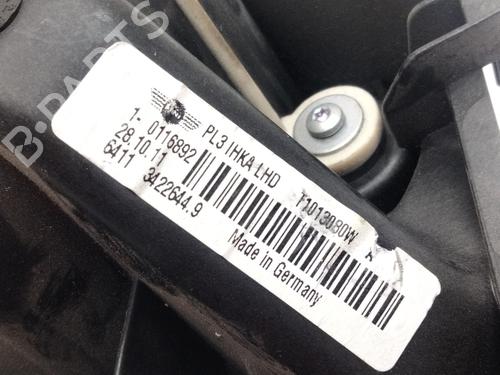 B-PARTS
PL3 IHKA LHD T1013080W
1- 0116892
28.10.11
6411 3422644.9
Made in Germany